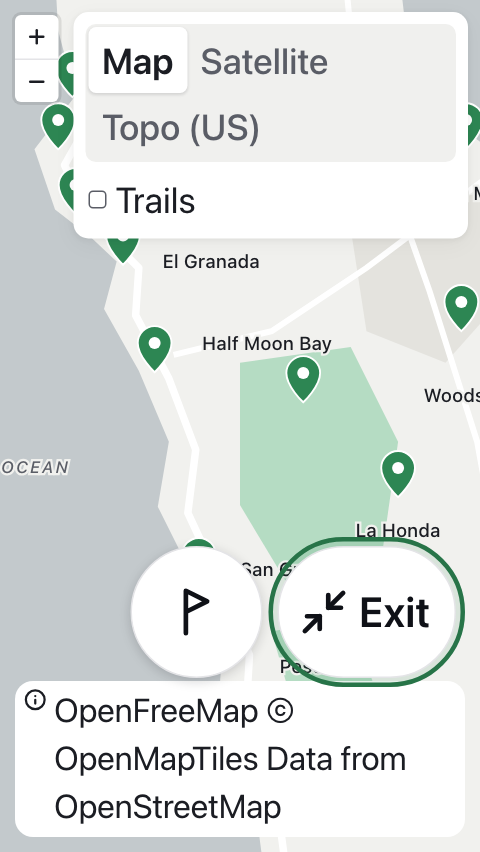 +
Map Satellite
−
Topo (US)
Trails
El Granada
Half Moon Bay
Woods
OCEAN
La Honda
San G
Exit
OpenFreeMap ©
OpenMapTiles Data from
OpenStreetMap